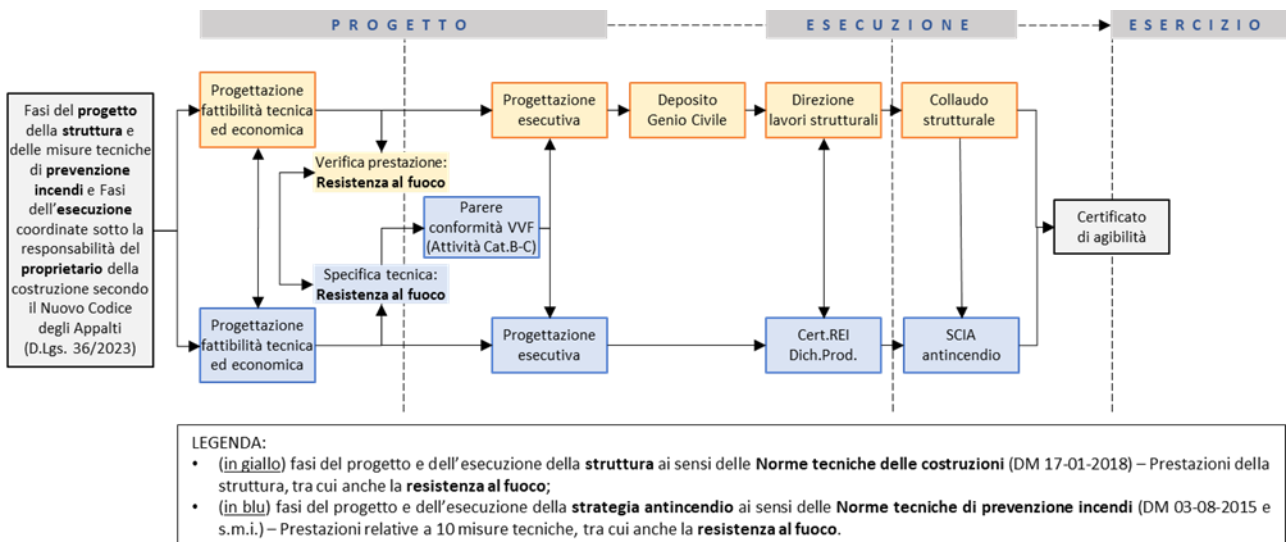 PROGETTO
ESECUZIONE
ESERCIZIO
Fasi del progetto
della struttura e
delle misure tecniche
di prevenzione
incendi e Fasi
dell'esecuzione
coordinate sotto la
responsabilità del
proprietario della
costruzione secondo
il Nuovo Codice
degli Appalti
(D.Lgs. 36/2023)
Progettazione
fattibilità tecnica
ed economica
Progettazione
esecutiva
Deposito
Genio Civile
Direzione
lavori strutturali
Collaudo
strutturale
Verifica prestazione:
Resistenza al fuoco
Parere
conformità VVF
(Attività Cat.B-C)
Certificato
di agibilità
Specifica tecnica:
Resistenza al fuoco
Progettazione
fattibilità tecnica
ed economica
Progettazione
esecutiva
Cert.REI
Dich.Prod.
SCIA
antincendio
LEGENDA:
• (in giallo) fasi del progetto e dell'esecuzione della struttura ai sensi delle Norme tecniche delle costruzioni (DM 17-01-2018) – Prestazioni della
struttura, tra cui anche la resistenza al fuoco;
• (in blu) fasi del progetto e dell'esecuzione della strategia antincendio ai sensi delle Norme tecniche di prevenzione incendi (DM 03-08-2015 e
s.m.i.) – Prestazioni relative a 10 misure tecniche, tra cui anche la resistenza al fuoco.